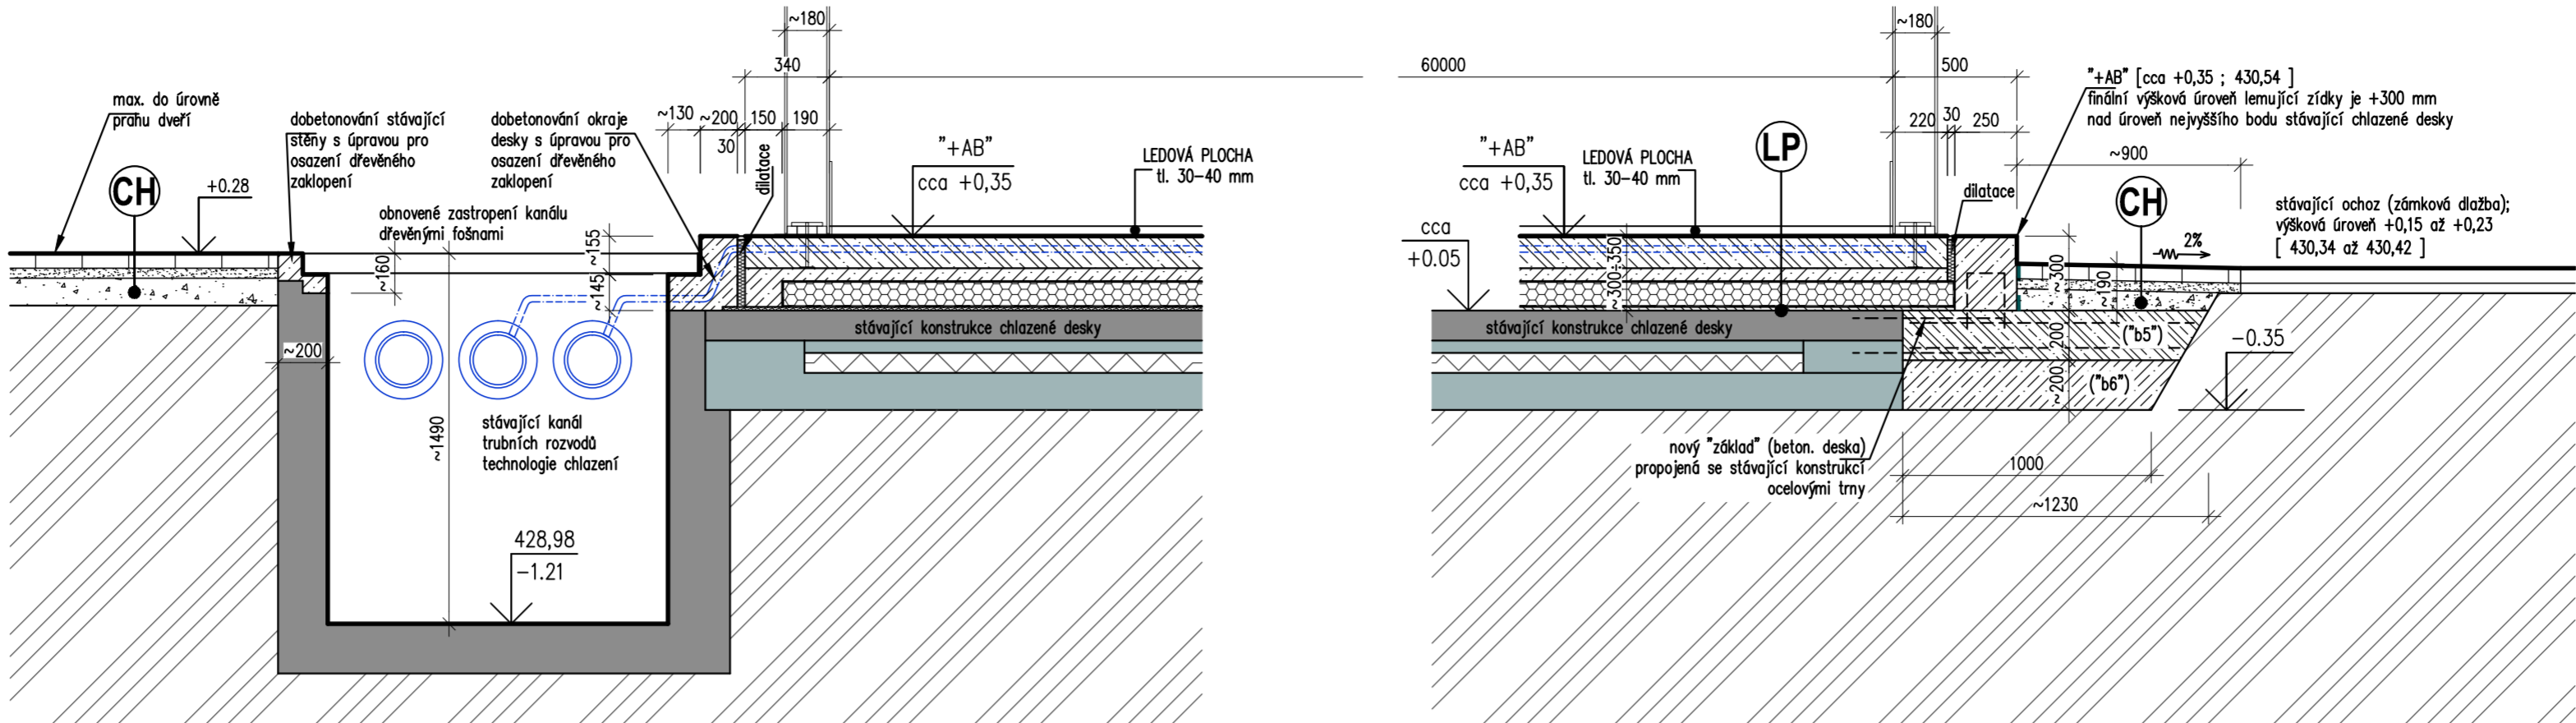 ~180
340
~130
~200
150
190
30
max. do úrovně
prahu dveří
CH
+0.28
dobetonování stávající
stěny s úpravou pro
osazení dřevěného
zaklopení
dobetonování okraje
desky s úpravou pro
osazení dřevěného
zaklopení
dilatace
"+AB"
cca +0,35
LEDOVÁ PLOCHA
tl. 30-40 mm
obnovené zastropení kanálu
dřevěnými fošnami
~160
~155
~145
stávající konstrukce chlazené desky
~200
~1490
stávající kanál
trubních rozvodů
technologie chlazení
428,98
-1.21
60000
~180
500
220
30
250
"+AB" [cca +0,35 ; 430,54 ]
finální výšková úroveň lemující zídky je +300 mm
nad úroveň nejvyššího bodu stávající chlazené desky
~900
"+AB"
cca +0,35
LEDOVÁ PLOCHA
tl. 30-40 mm
LP
dilatace
CH
stávající ochoz (zámková dlažba);
výšková úroveň +0,15 až +0,23
[ 430,34 až 430,42 ]
2%
cca
+0.05
~300÷350
~300
~190
stávající konstrukce chlazené desky
200
("b5")
~200
("b6")
-0.35
nový "základ" (beton. deska)
propojená se stávající konstrukcí
ocelovými trny
1000
~1230